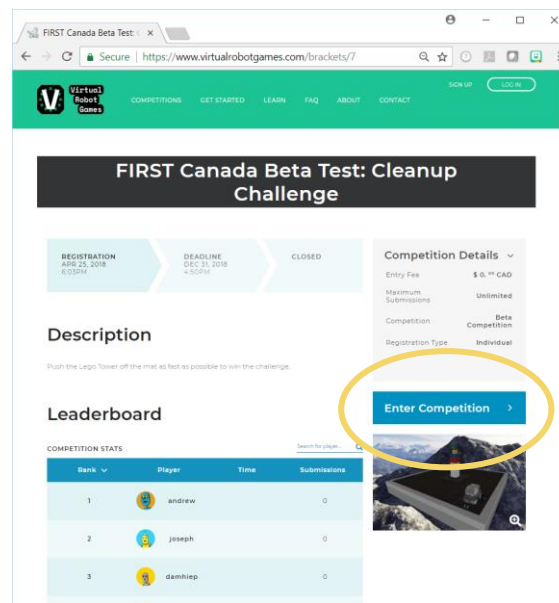 FIRST Canada Beta Test: C
Secure | https://www.virtualrobotgames.com/brackets/7
Virtual
Robot
Games
COMPETITIONS GET STARTED LEARN FAQ ABOUT CONTACT
SIGN UP LOG IN
FIRST Canada Beta Test: Cleanup
Challenge
REGISTRATION
APR 25, 2018
6:03PM
DEADLINE
DEC 31, 2018
4:50PM
CLOSED
Competition Details
Entry Fee $ 0. ⁰⁰ CAD
Maximum
Submissions
Unlimited
Competition
Beta
Competition
Registration Type Individual
Description
Push the Lego Tower off the mat as fast as possible to win the challenge.
Enter Competition
Leaderboard
COMPETITION STATS
Search for player...
Rank Player Time Submissions
1 andrew 0
2 joseph 0
3 damhiep 0